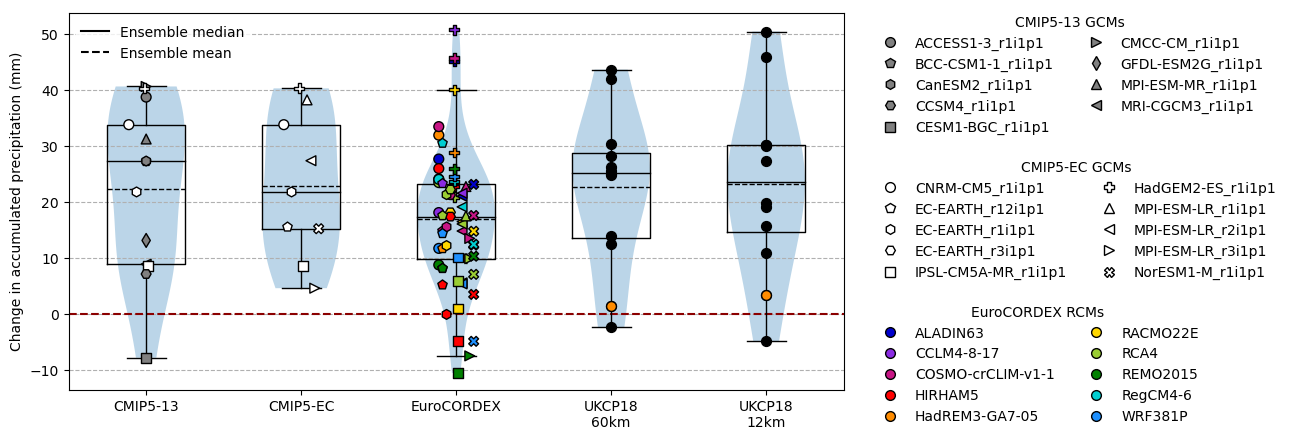 Change in accumulated precipitation (mm)
50
40
30
20
10
0
−10
Ensemble median
Ensemble mean
CMIP5-13
CMIP5-EC
EuroCORDEX
UKCP18
60km
UKCP18
12km
CMIP5-13 GCMs
ACCESS1-3_r1i1p1
BCC-CSM1-1_r1i1p1
CanESM2_r1i1p1
CCSM4_r1i1p1
CESM1-BGC_r1i1p1
CMCC-CM_r1i1p1
GFDL-ESM2G_r1i1p1
MPI-ESM-MR_r1i1p1
MRI-CGCM3_r1i1p1
CMIP5-EC GCMs
CNRM-CM5_r1i1p1
EC-EARTH_r12i1p1
EC-EARTH_r1i1p1
EC-EARTH_r3i1p1
IPSL-CM5A-MR_r1i1p1
HadGEM2-ES_r1i1p1
MPI-ESM-LR_r1i1p1
MPI-ESM-LR_r2i1p1
MPI-ESM-LR_r3i1p1
NorESM1-M_r1i1p1
EuroCORDEX RCMs
ALADIN63
CCLM4-8-17
COSMO-crCLIM-v1-1
HIRHAM5
HadREM3-GA7-05
RACMO22E
RCA4
REMO2015
RegCM4-6
WRF381P